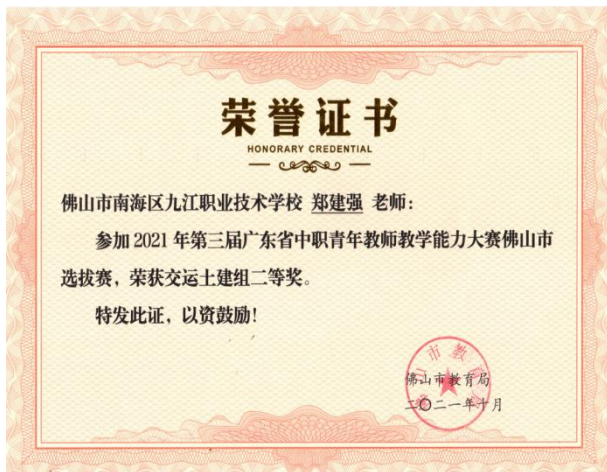 荣誉证书
HONORARY CREDENTIAL
佛山市南海区九江职业技术学校 郑建强 老师：
参加 2021 年第三届广东省中职青年教师教学能力大赛佛山市
选拔赛，荣获交运土建组二等奖。
特发此证，以资鼓励！
佛山市教育局
二〇二一年十月